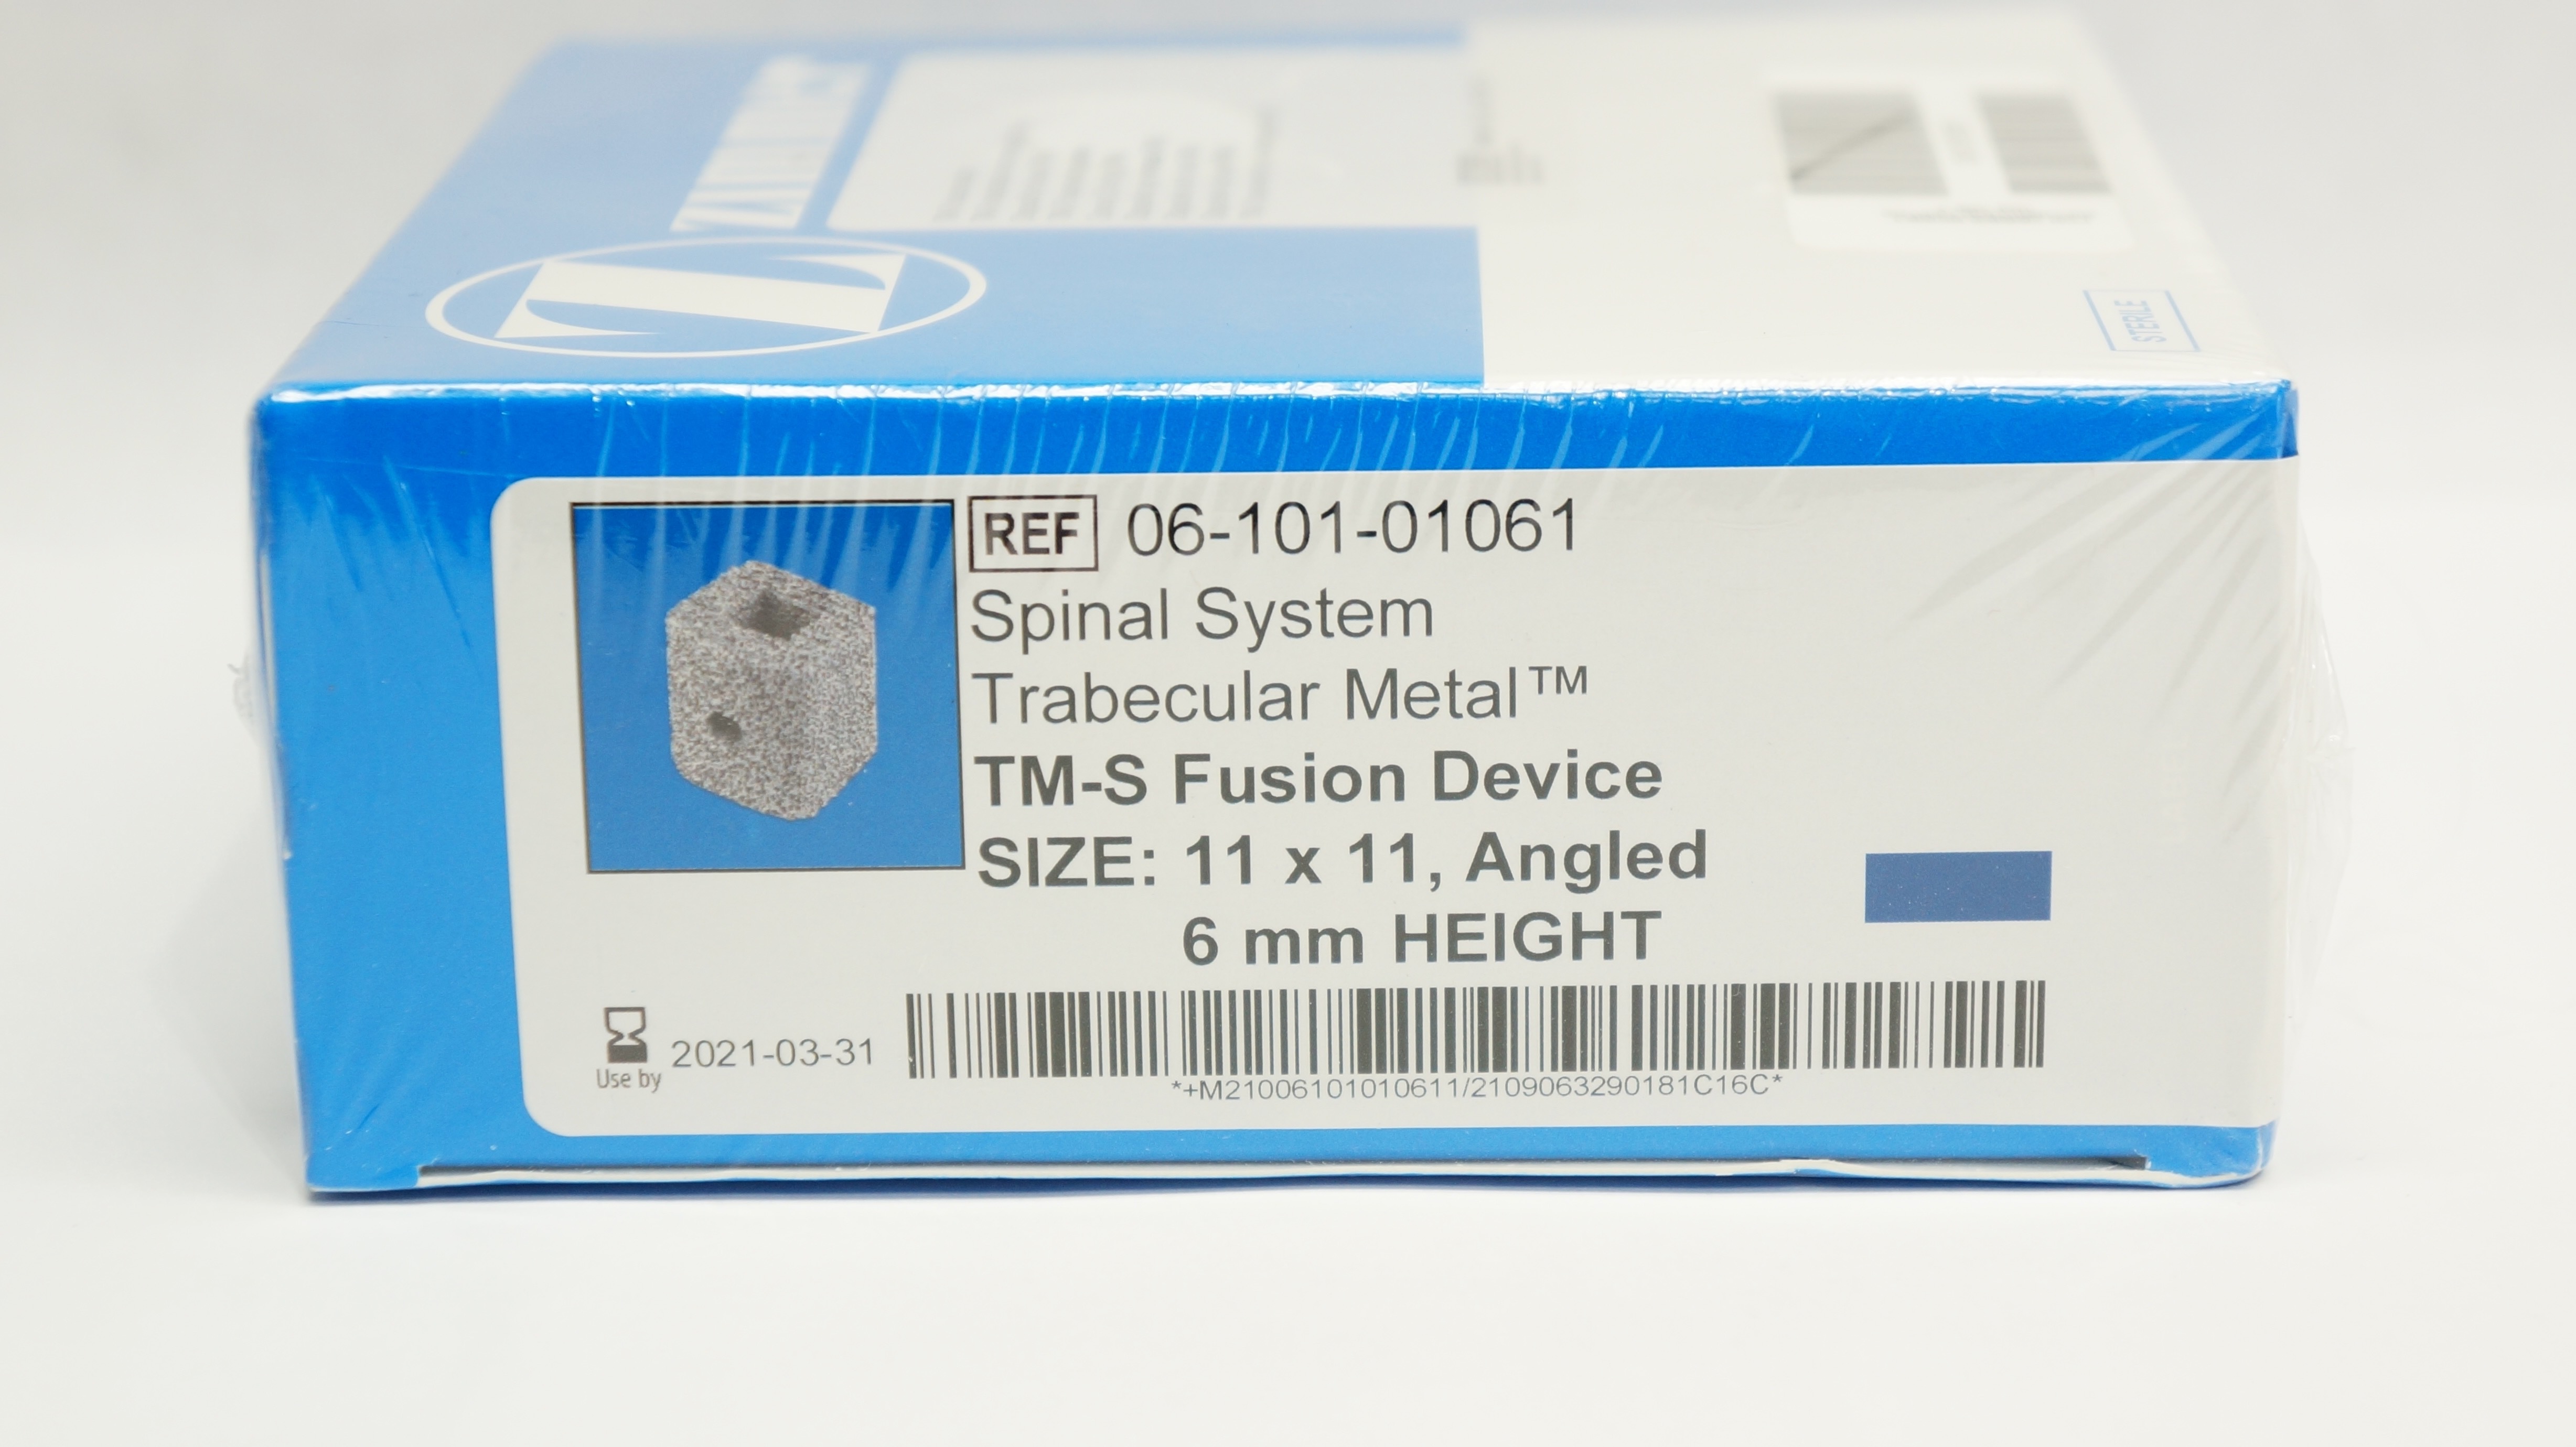 STERILE
REF 06-101-01061
Spinal System
Trabecular Metal™
TM-S Fusion Device
SIZE: 11 x 11, Angled
6 mm HEIGHT
Use by 2021-03-31
*+M21006101010611/2109063290181C16C*